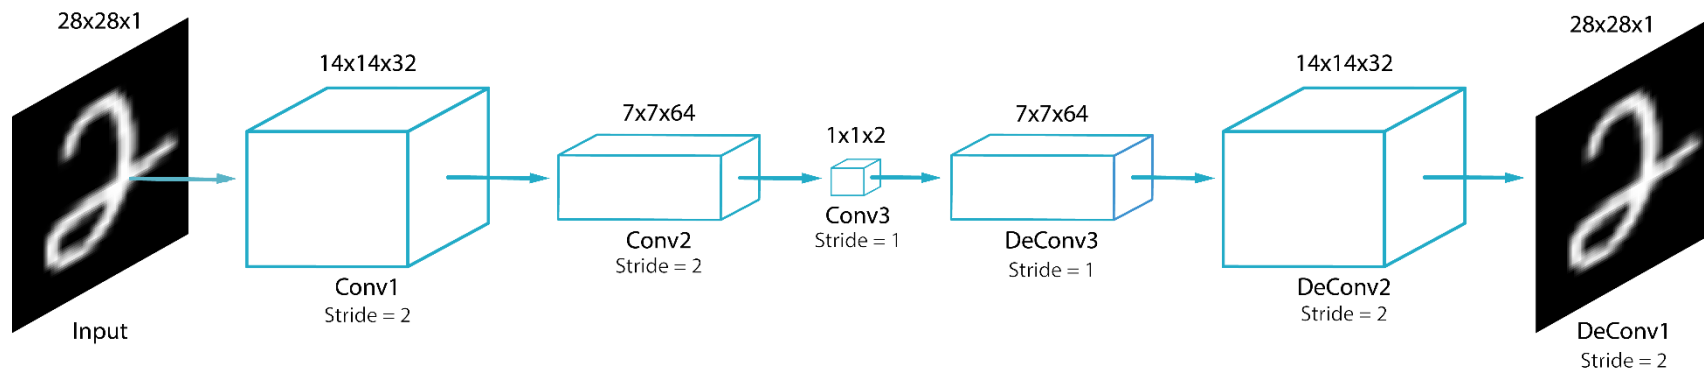 28x28x1
Input
14x14x32
Conv1
Stride = 2
7x7x64
Conv2
Stride = 2
1x1x2
Conv3
Stride = 1
7x7x64
DeConv3
Stride = 1
14x14x32
DeConv2
Stride = 2
28x28x1
DeConv1
Stride = 2